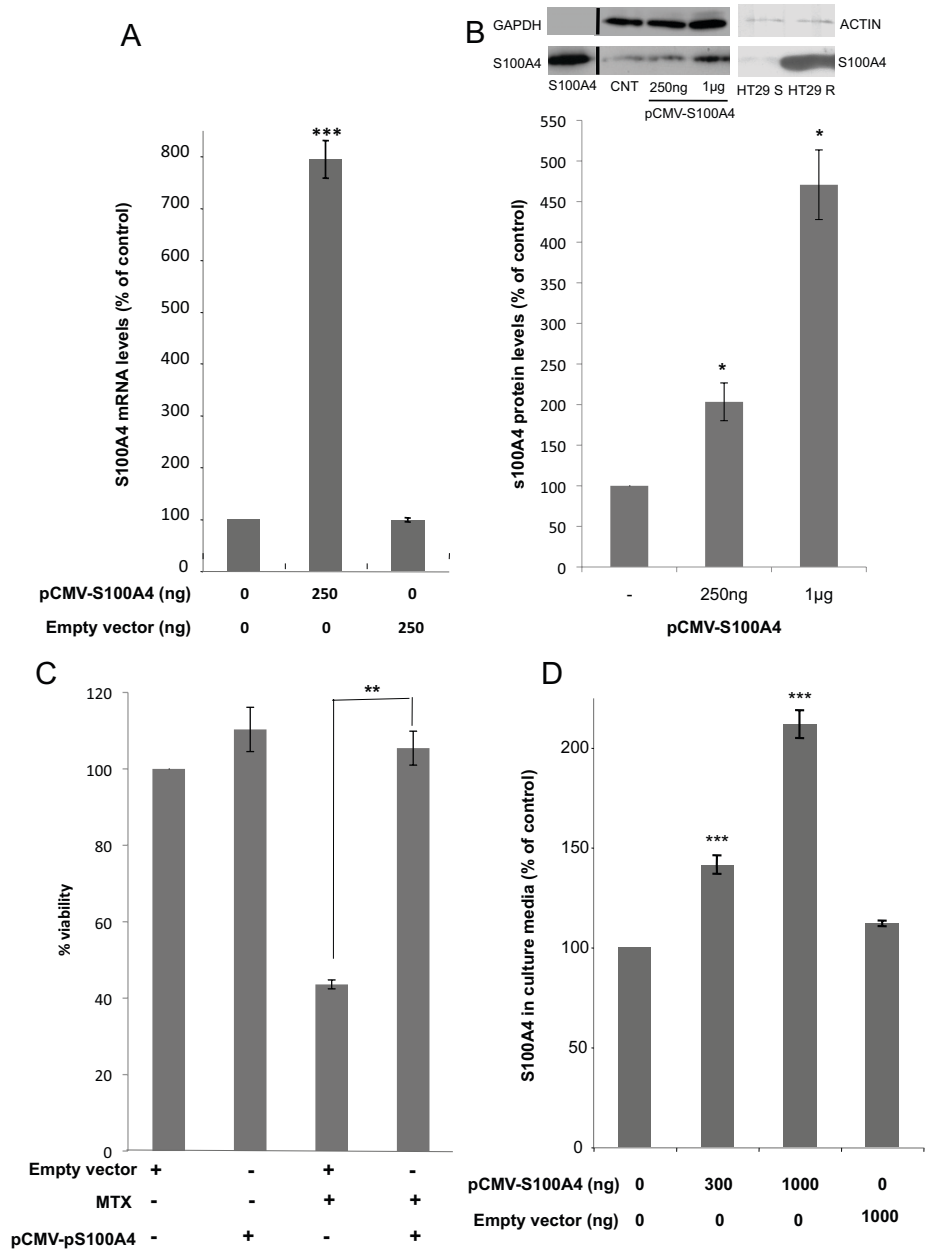 A
S100A4 mRNA levels (% of control)
800
700
600
500
400
300
200
100
0
***
pCMV-S100A4 (ng) 0 250 0
Empty vector (ng) 0 0 250
B
GAPDH
ACTIN
S100A4
S100A4
S100A4 CNT 250ng 1µg HT29 S HT29 R
pCMV-S100A4
s100A4 protein levels (% of control)
550
500
450
400
350
300
250
200
150
100
50
0
*
*
- 250ng 1µg
pCMV-S100A4
C
% viability
120
100
80
60
40
20
0
**
Empty vector + - + -
MTX - - + +
pCMV-pS100A4 - + - +
D
S100A4 in culture media (% of control)
200
150
100
50
0
***
***
pCMV-S100A4 (ng) 0 300 1000 0
Empty vector (ng) 0 0 0 1000